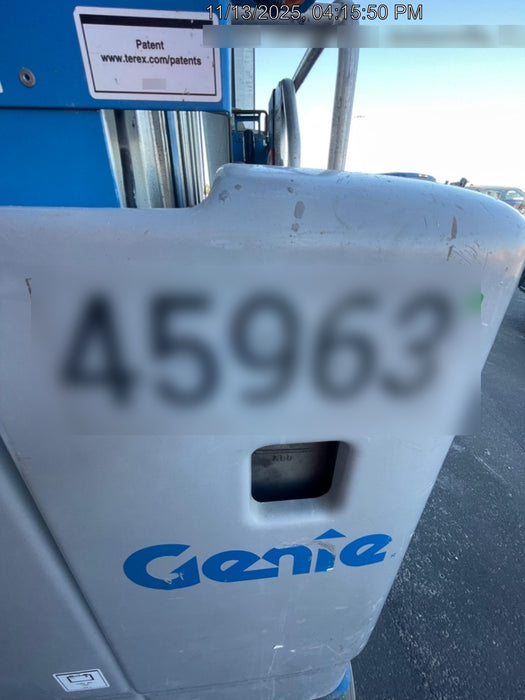 11/13/2025, 04:15:50 PM
Patent
www.terex.com/patents
45963
Genie